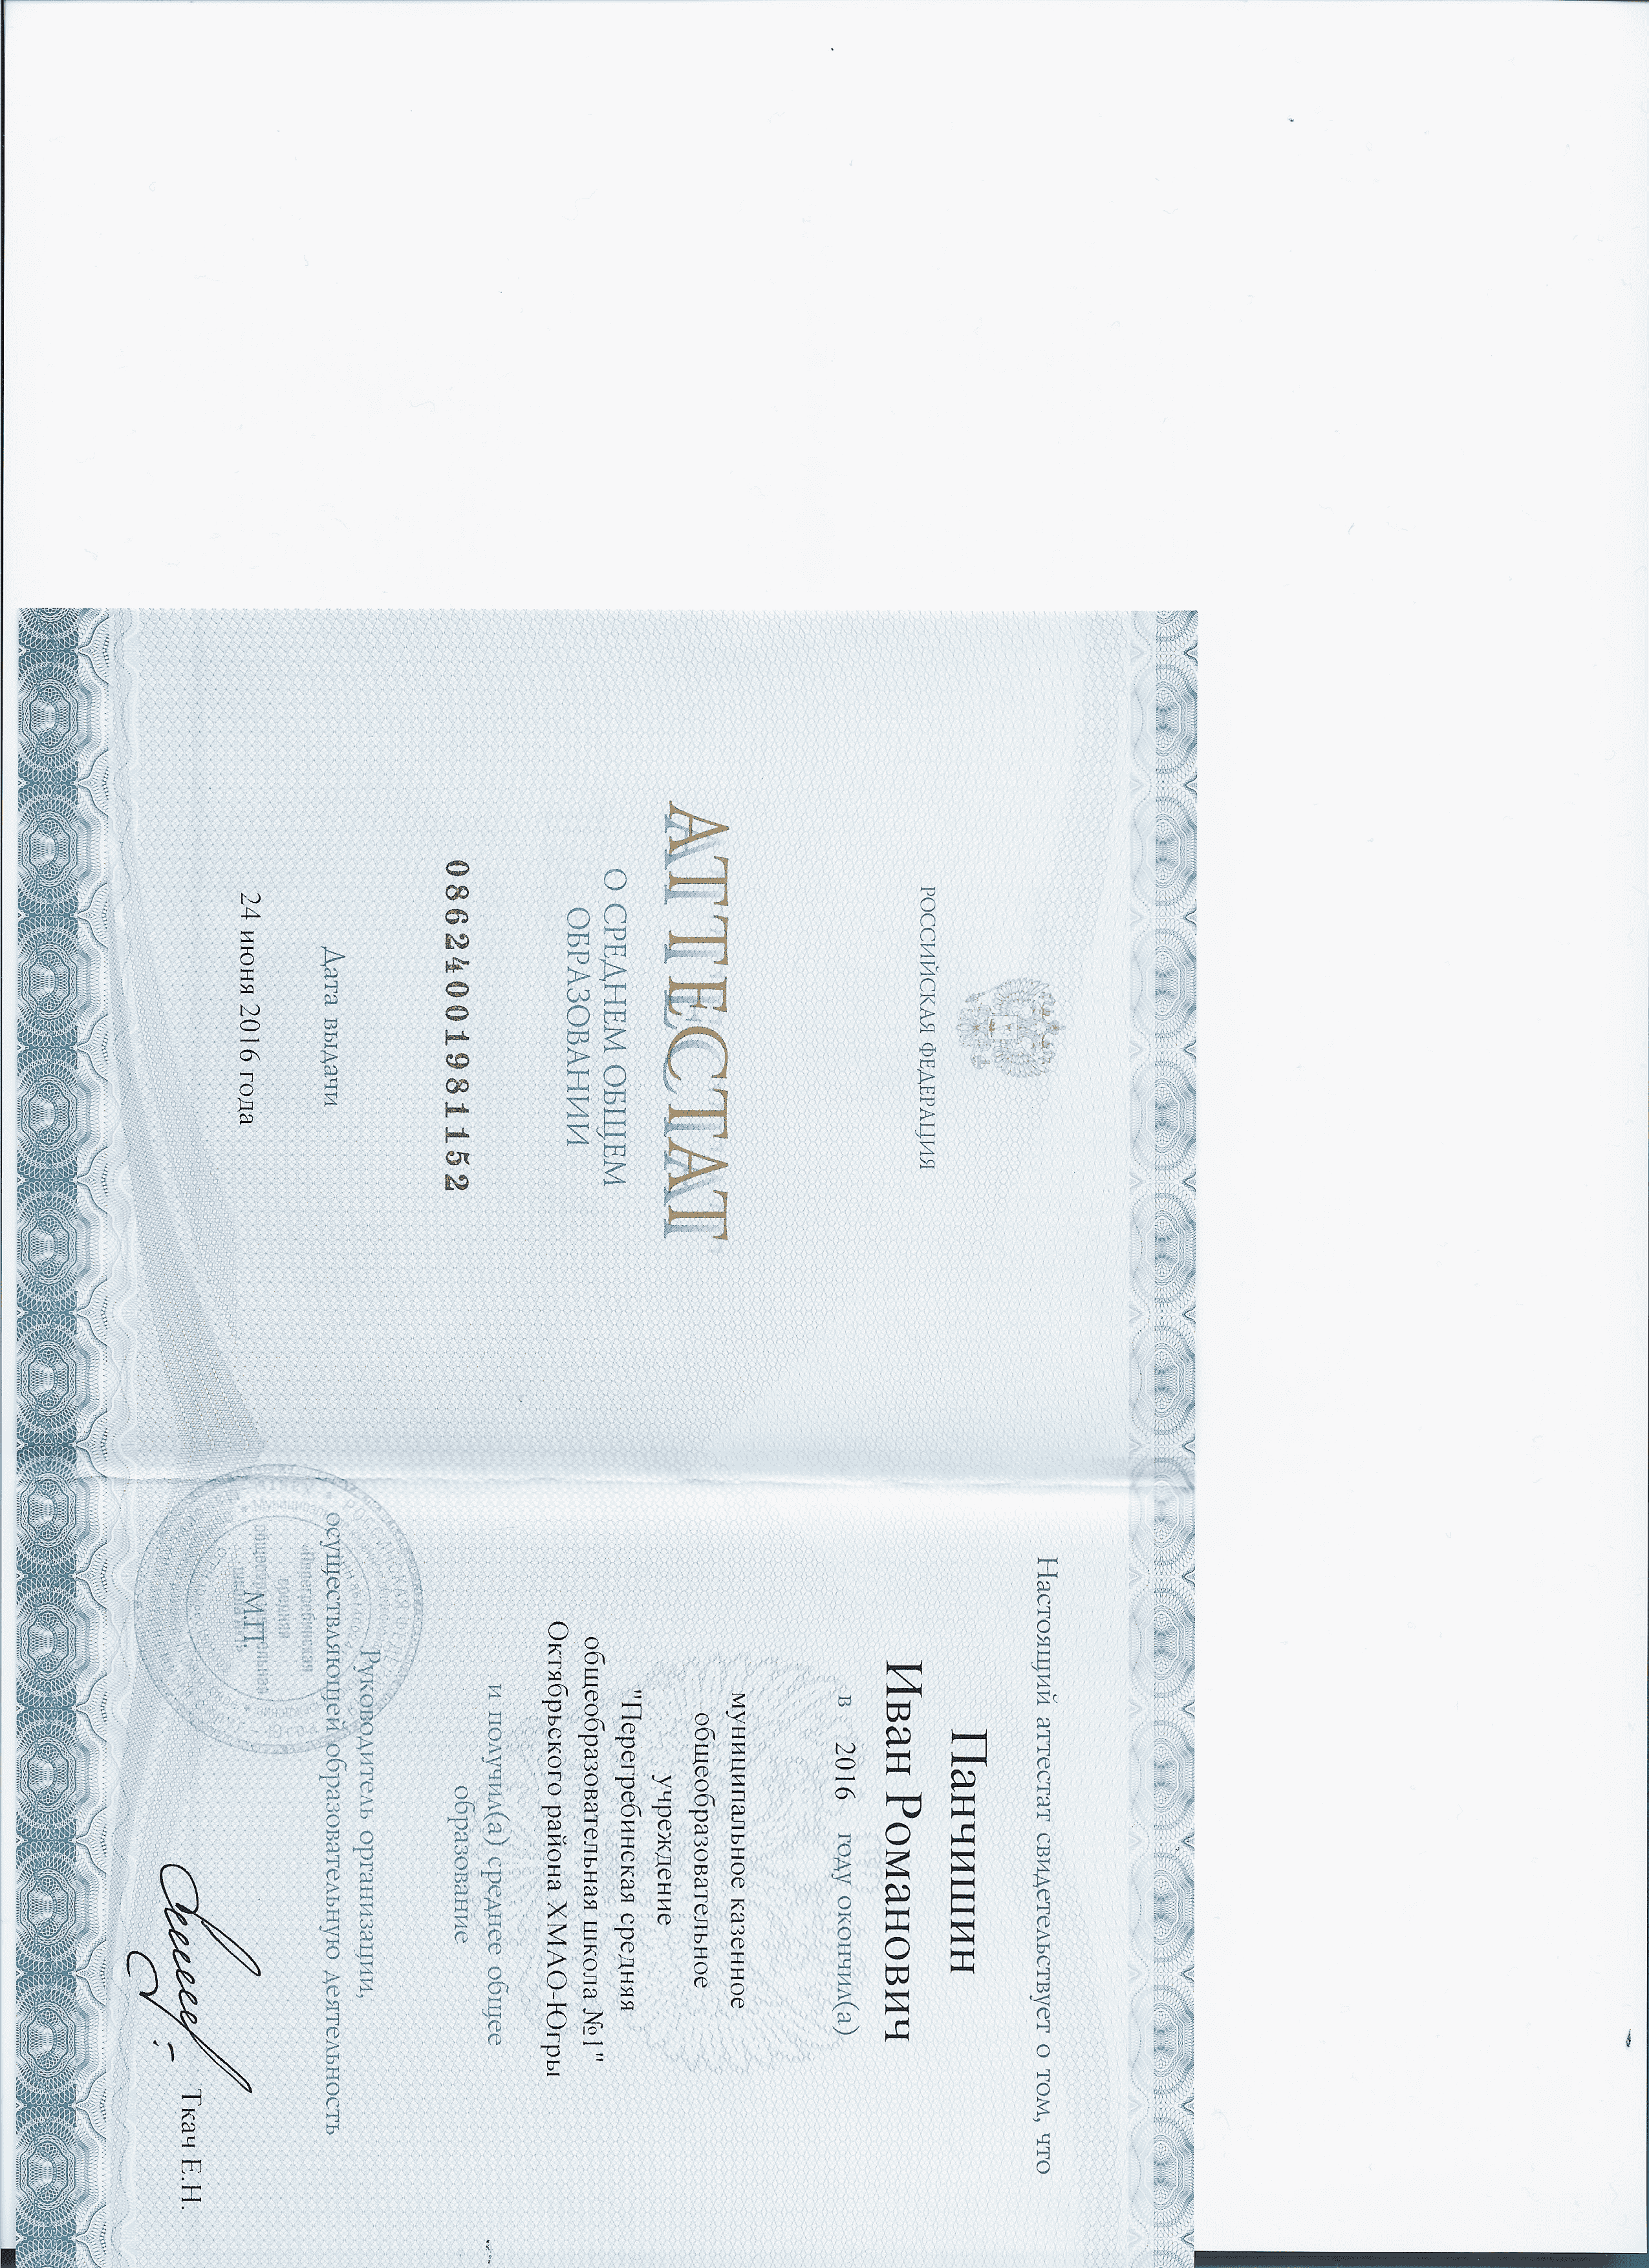 РОССИЙСКАЯ ФЕДЕРАЦИЯ
АТТЕСТАТ
О СРЕДНЕМ ОБЩЕМ
ОБРАЗОВАНИИ
08624001981152
Дата выдачи
24 июня 2016 года
Настоящий аттестат свидетельствует о том, что
Панчишин
Иван Романович
в 2016 году окончил(а)
муниципальное казенное
общеобразовательное
учреждение
"Перегребинская средняя
общеобразовательная школа №1"
Октябрьского района ХМАО-Югры
и получил(а) среднее общее
образование
Руководитель организации,
осуществляющей образовательную деятельность
М.П.
Ткач Е.Н.